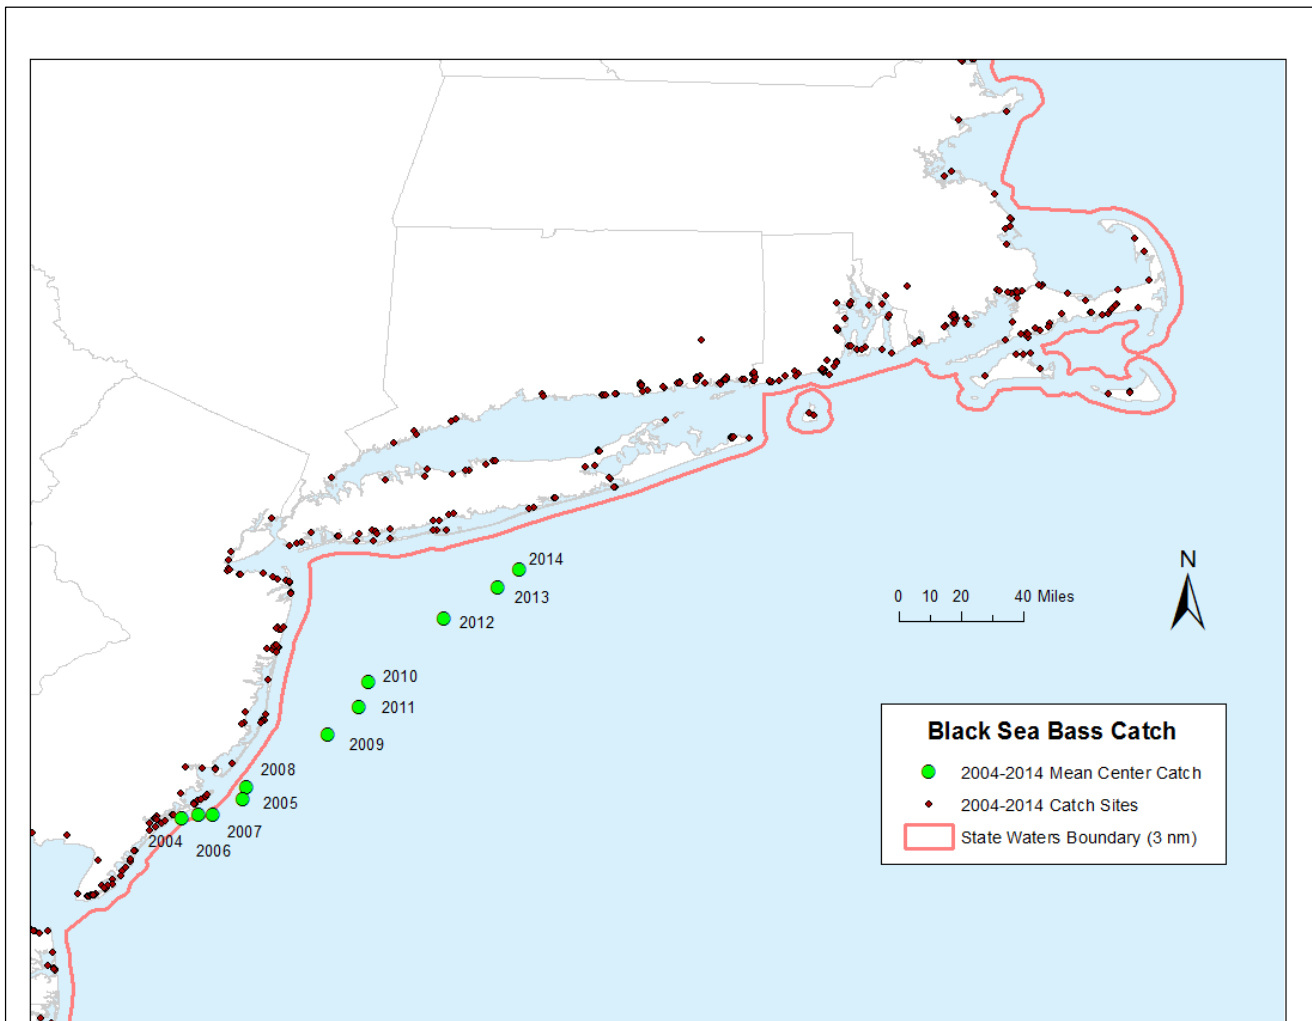 2014
2013
2012
2010
2011
2009
2008
2005
2007
2004
2006
N
0 10 20 40 Miles
Black Sea Bass Catch
2004-2014 Mean Center Catch
2004-2014 Catch Sites
State Waters Boundary (3 nm)